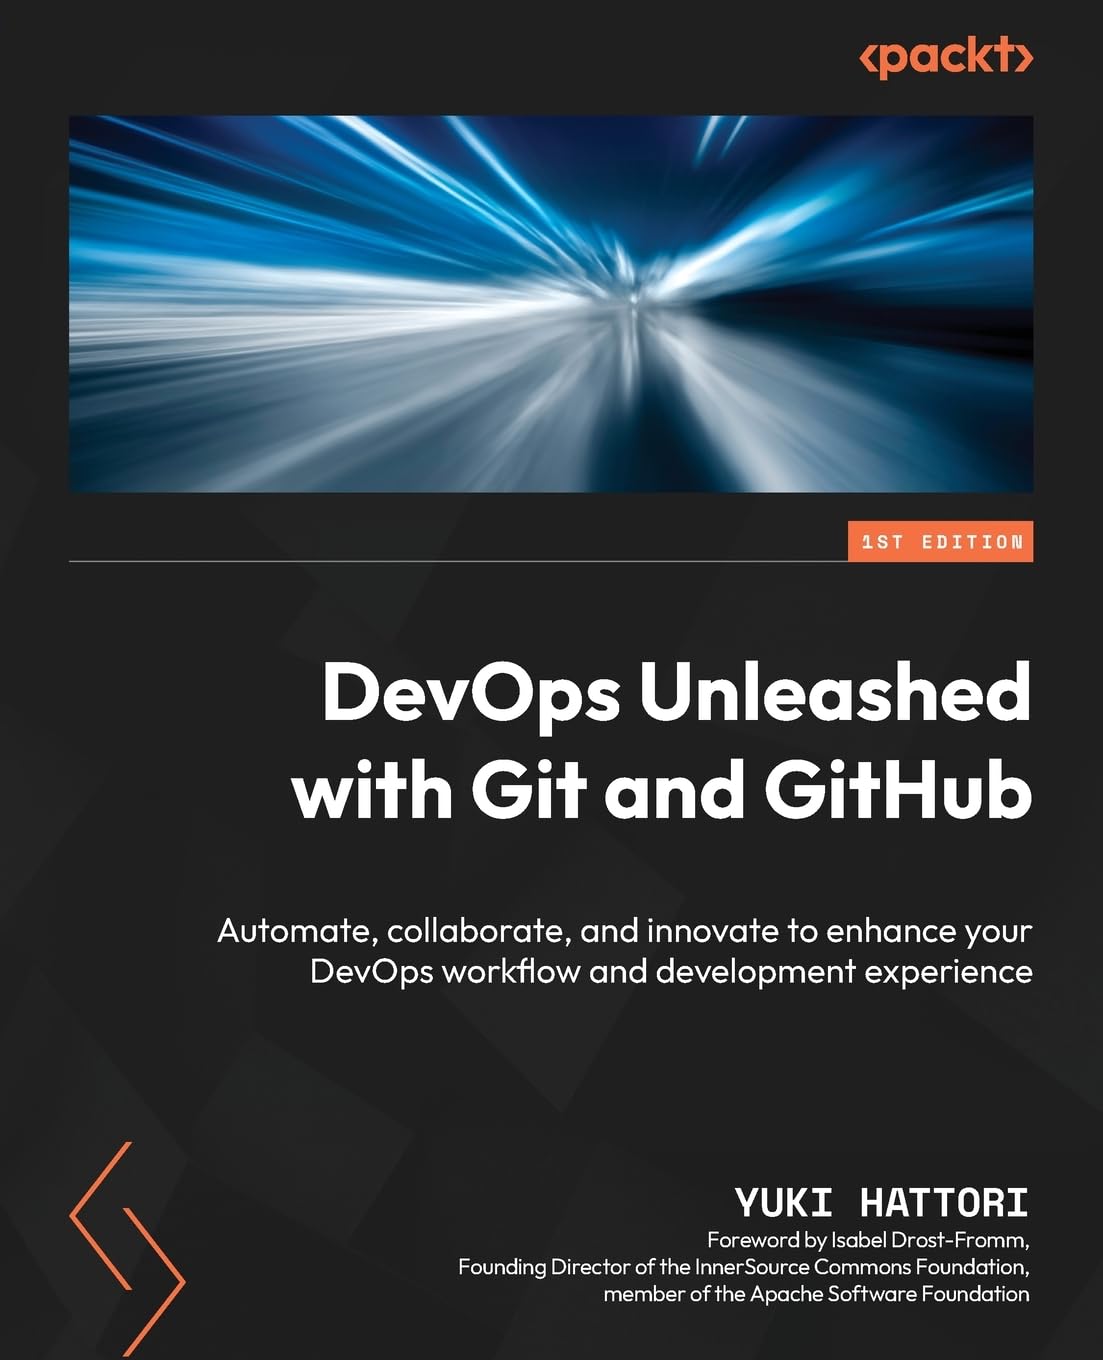 <packt>
1ST EDITION
DevOps Unleashed
with Git and GitHub
Automate, collaborate, and innovate to enhance your
DevOps workflow and development experience
YUKI HATTORI
Foreword by Isabel Drost-Fromm,
Founding Director of the InnerSource Commons Foundation,
member of the Apache Software Foundation